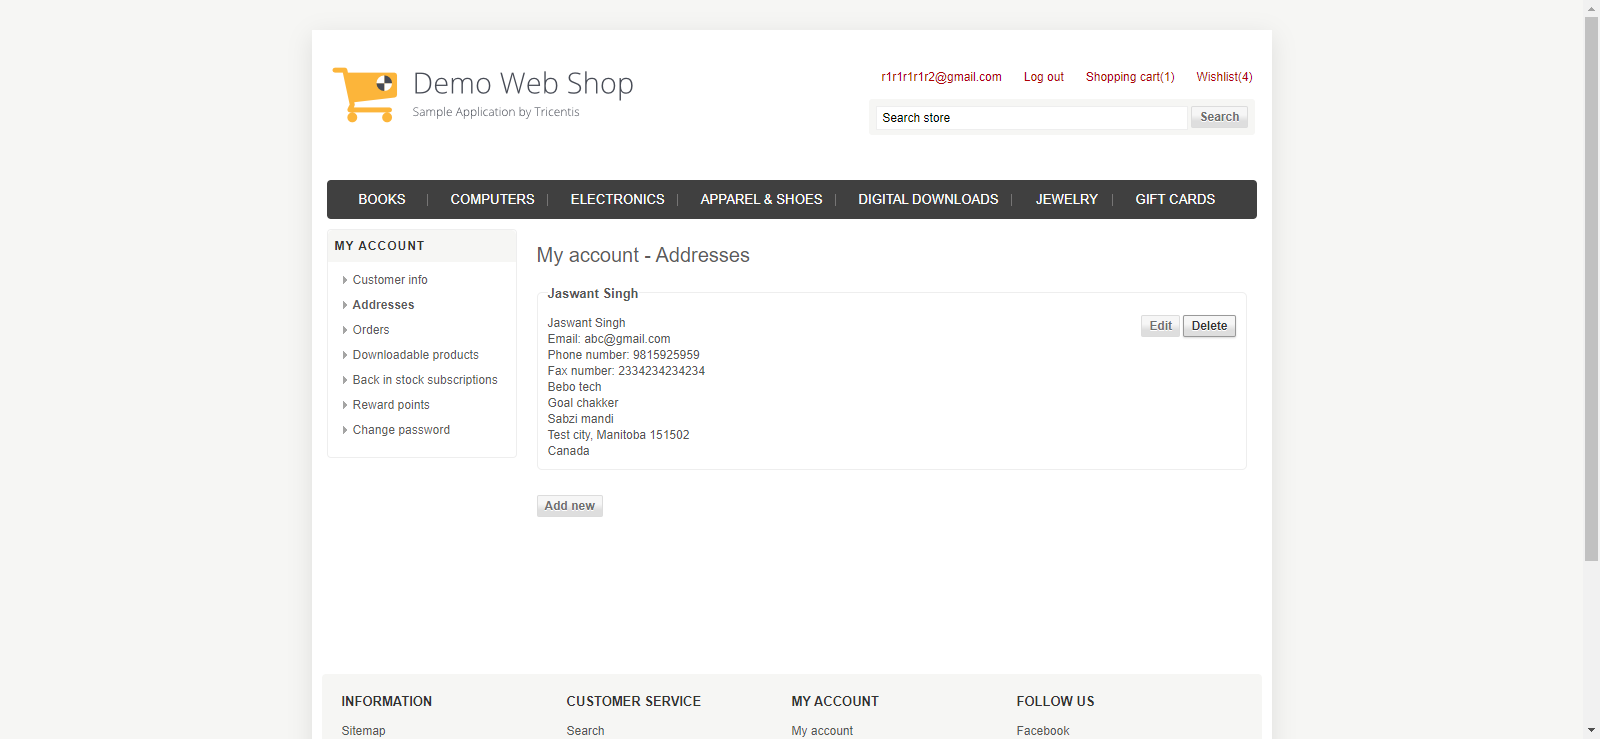 Demo Web Shop
Sample Application by Tricentis
r1r1r1r1r2@gmail.com Log out Shopping cart(1) Wishlist(4)
Search store Search
BOOKS COMPUTERS ELECTRONICS APPAREL & SHOES DIGITAL DOWNLOADS JEWELRY GIFT CARDS
MY ACCOUNT
Customer info
Addresses
Orders
Downloadable products
Back in stock subscriptions
Reward points
Change password
My account - Addresses
Jaswant Singh
Edit Delete
Jaswant Singh
Email: abc@gmail.com
Phone number: 9815925959
Fax number: 2334234234234
Bebo tech
Goal chakker
Sabzi mandi
Test city, Manitoba 151502
Canada
Add new
INFORMATION CUSTOMER SERVICE MY ACCOUNT FOLLOW US
Sitemap Search My account Facebook